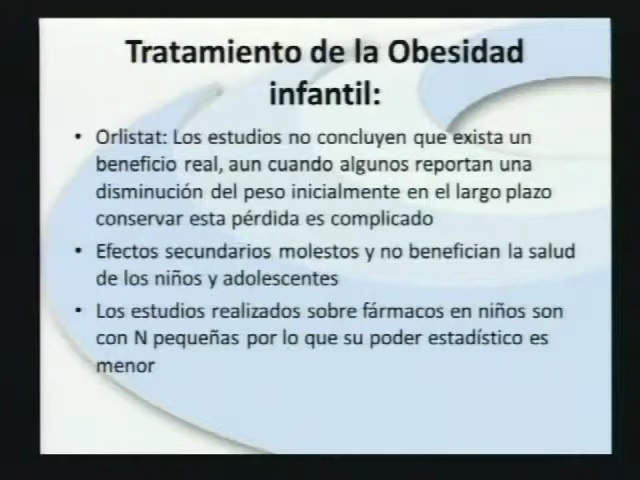 Tratamiento de la Obesidad
infantil:
• Orlistat: Los estudios no concluyen que exista un
beneficio real, aun cuando algunos reportan una
disminución del peso inicialmente en el largo plazo
conservar esta pérdida es complicado
• Efectos secundarios molestos y no benefician la salud
de los niños y adolescentes
• Los estudios realizados sobre fármacos en niños son
con N pequeñas por lo que su poder estadístico es
menor